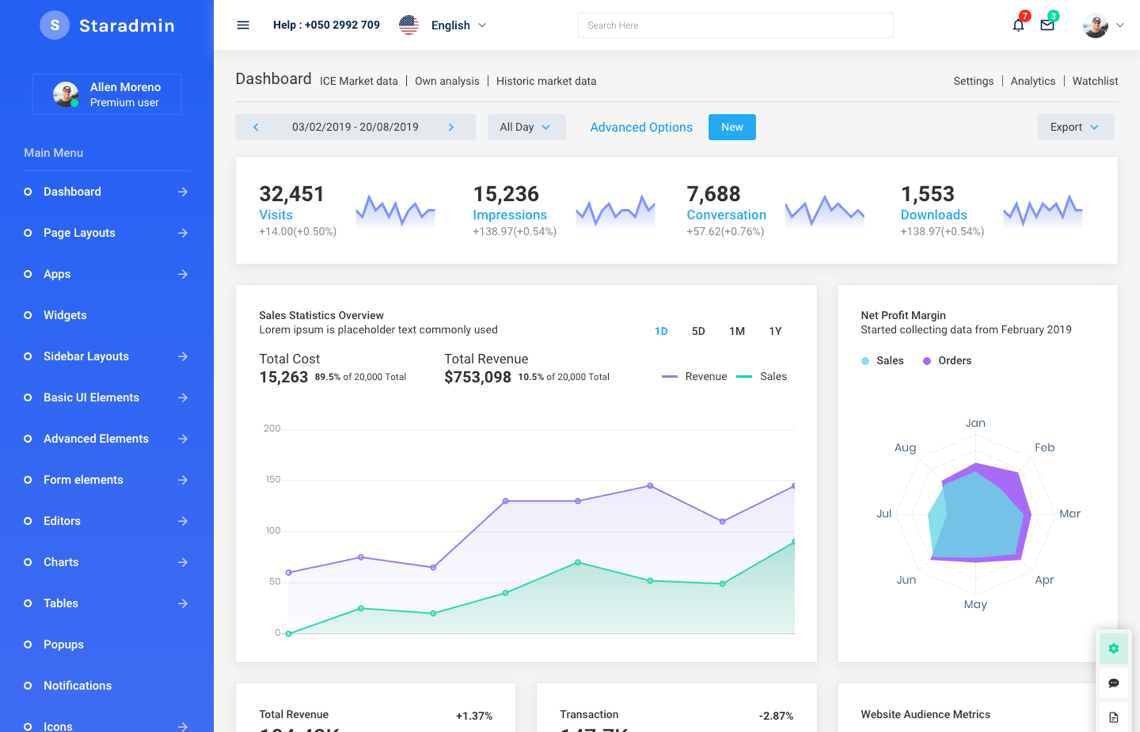 S Staradmin
Help : +050 2992 709
English
Search Here
7
3
Allen Moreno
Premium user
Main Menu
Dashboard
Page Layouts
Apps
Widgets
Sidebar Layouts
Basic UI Elements
Advanced Elements
Form elements
Editors
Charts
Tables
Popups
Notifications
Icons
Dashboard ICE Market data | Own analysis | Historic market data
Settings | Analytics | Watchlist
03/02/2019 - 20/08/2019
All Day
Advanced Options
New
Export
32,451
Visits
+14.00(+0.50%)
15,236
Impressions
+138.97(+0.54%)
7,688
Conversation
+57.62(+0.76%)
1,553
Downloads
+138.97(+0.54%)
Sales Statistics Overview
Lorem ipsum is placeholder text commonly used
1D 5D 1M 1Y
Total Cost
15,263 89.5% of 20,000 Total
Total Revenue
$753,098 10.5% of 20,000 Total
Revenue Sales
200
150
100
50
0
Net Profit Margin
Started collecting data from February 2019
Sales Orders
Jan
Feb
Mar
Apr
May
Jun
Jul
Aug
Total Revenue
+1.37%
Transaction
-2.87%
Website Audience Metrics